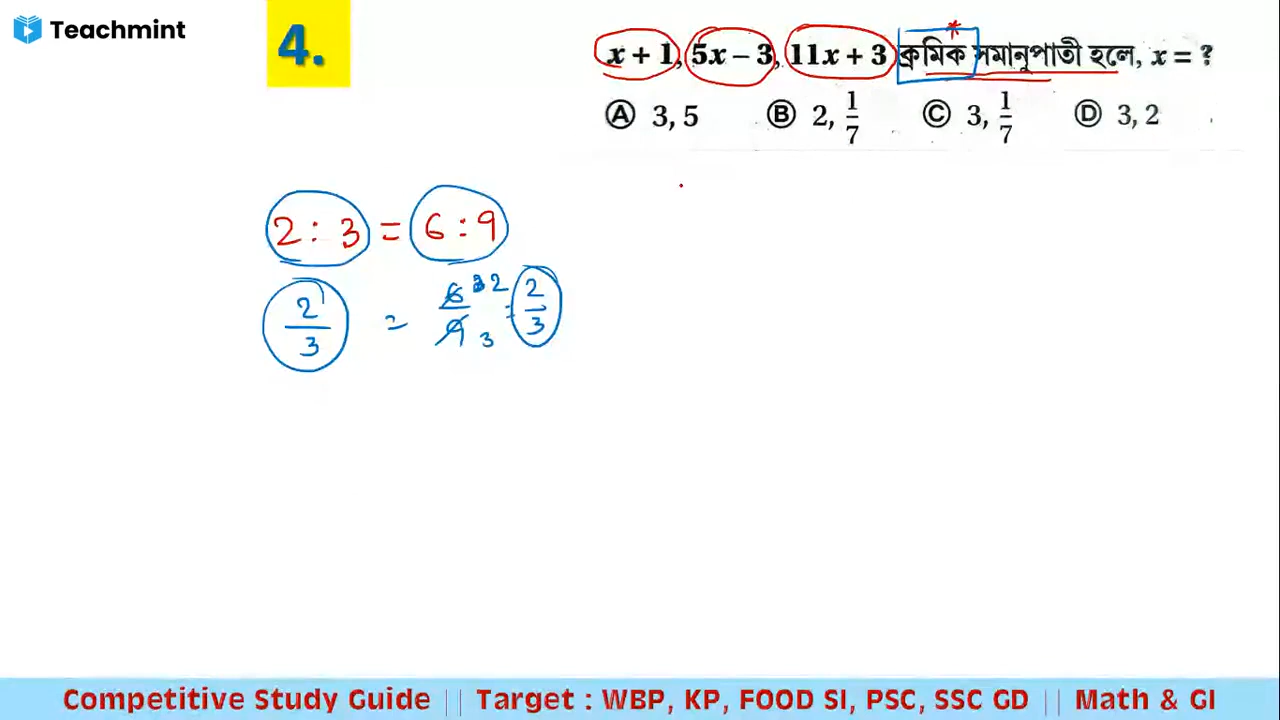 Teachmint
4.
x + 1, 5x − 3, 11x + 3 ক্রমিক সমানুপাতী হলে, x = ?
Ⓐ 3, 5 Ⓑ 2, 1/7 Ⓒ 3, 1/7 Ⓓ 3, 2
2 : 3 = 6 : 9
2/3 = 6/9 = 2/3
Competitive Study Guide || Target : WBP, KP, FOOD SI, PSC, SSC GD || Math & GI